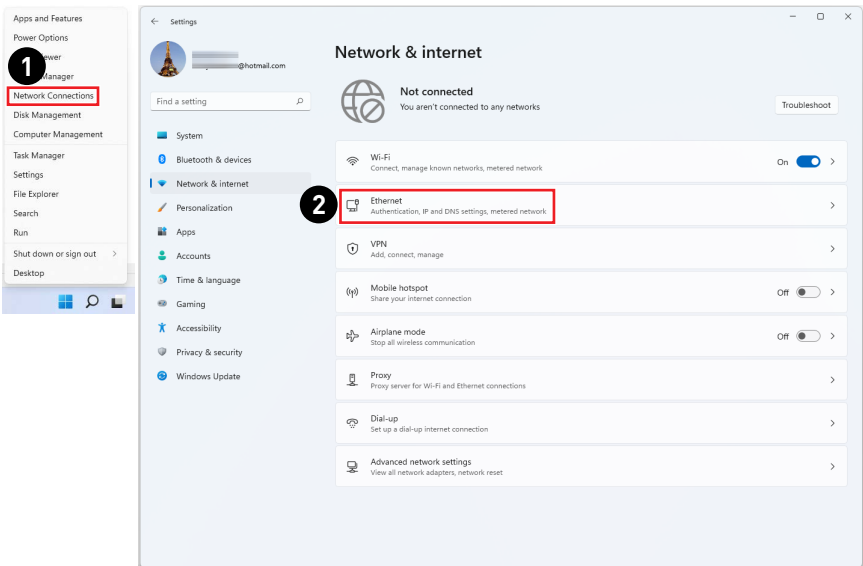 Apps and Features
Power Options
ewer
1
Manager
Network Connections
Disk Management
Computer Management
Task Manager
Settings
File Explorer
Search
Run
Shut down or sign out
Desktop
Settings
@hotmail.com
Find a setting
System
Bluetooth & devices
Network & internet
Personalization
Apps
Accounts
Time & language
Gaming
Accessibility
Privacy & security
Windows Update
Network & internet
Not connected
You aren't connected to any networks
Troubleshoot
Wi-Fi
Connect, manage known networks, metered network
On
2
Ethernet
Authentication, IP and DNS settings, metered network
VPN
Add, connect, manage
Mobile hotspot
Share your internet connection
Off
Airplane mode
Stop all wireless communication
Off
Proxy
Proxy server for Wi-Fi and Ethernet connections
Dial-up
Set up a dial-up internet connection
Advanced network settings
View all network adapters, network reset